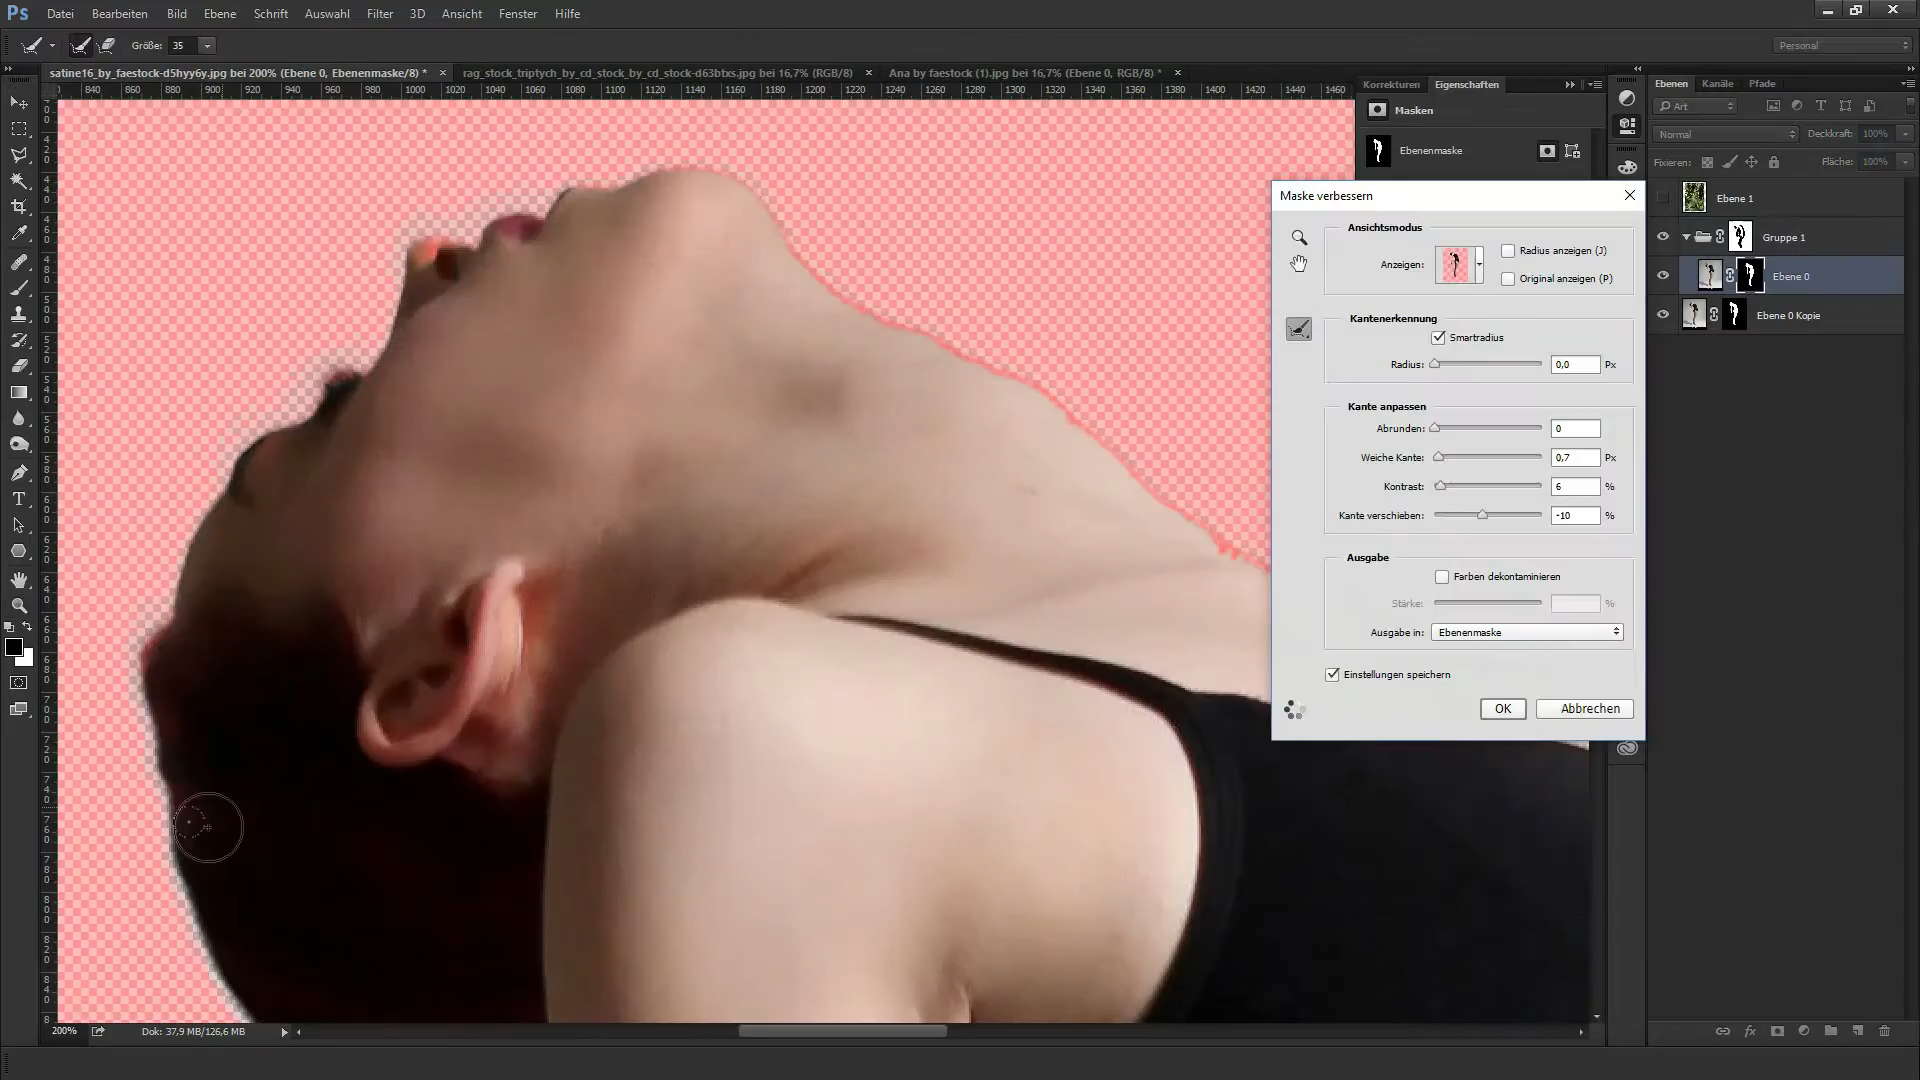 Ps Datei Bearbeiten Bild Ebene Schrift Auswahl Filter 3D Ansicht Fenster Hilfe
Größe: 35 Personal
satine16_by_faestock-d5hyy6y.jpg bei 200% (Ebene 0, Ebenenmaske/8) * × rag_stock_triptych_by_cd_stock_by_cd_stock-d63btxs.jpg bei 16,7% (RGB/8) × Ana by faestock (1).jpg bei 16,7% (Ebene 0, RGB/8) * ×
840 860 880 900 920 940 960 980 1000 1020 1040 1060 1080 1100 1120 1140 1160 1180 1200 1220 1240 1260 1280 1300 1320 1340 1360 1380 1400 1420 1440 1460
Korrekturen Eigenschaften
Masken
Ebenenmaske
Maske verbessern
Ansichtsmodus
Anzeigen:
Radius anzeigen (J)
Original anzeigen (P)
Kantenerkennung
Smartradius
Radius: 0,0 Px
Kante anpassen
Abrunden: 0
Weiche Kante: 0,7 Px
Kontrast: 6 %
Kante verschieben: -10 %
Ausgabe
Farben dekontaminieren
Stärke: %
Ausgabe in: Ebenenmaske
Einstellungen speichern
OK Abbrechen
Ebenen Kanäle Pfade
Art
Normal Deckkraft: 100%
Fixieren: Fläche: 100%
Ebene 1
Gruppe 1
Ebene 0
Ebene 0 Kopie
200% Dok: 37,9 MB/126,6 MB